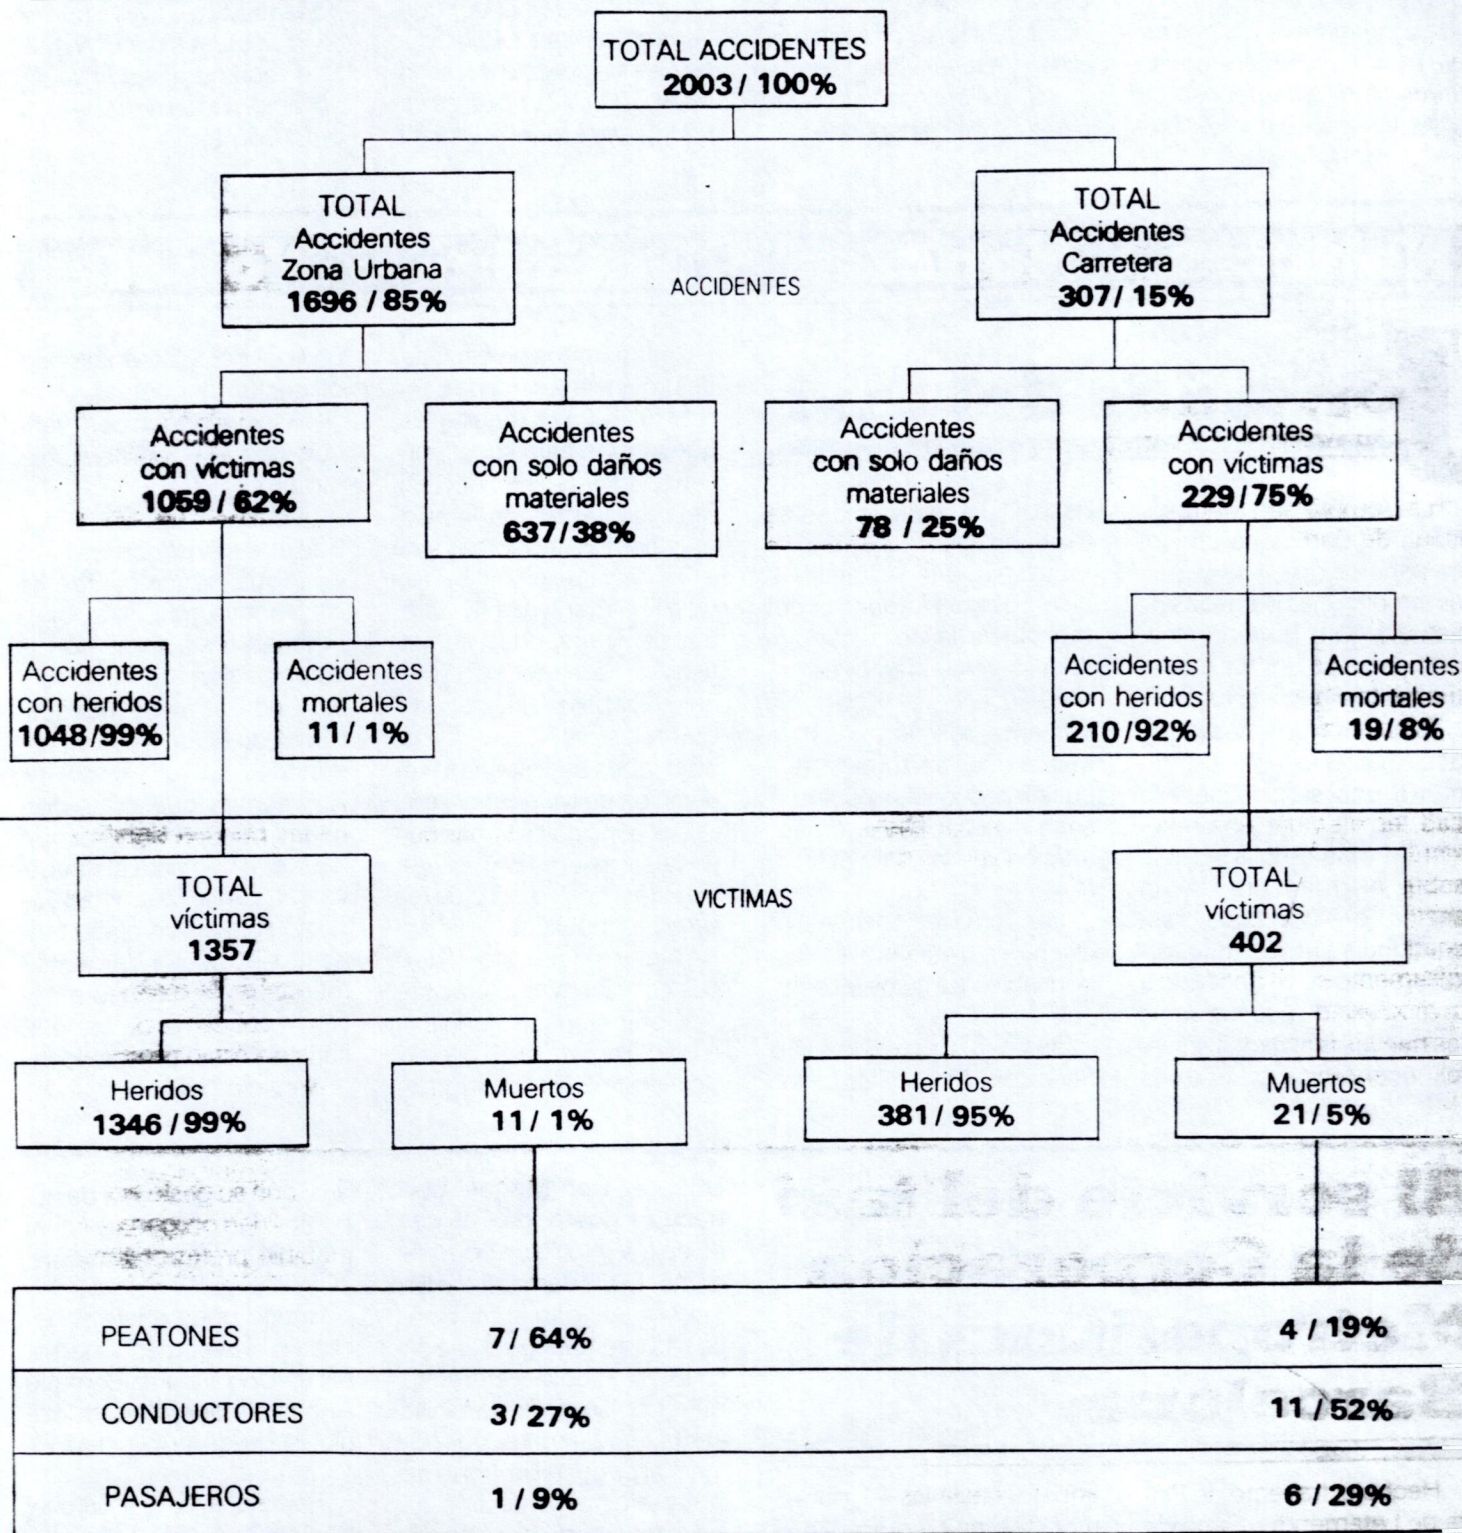 TOTAL ACCIDENTES
2003 / 100%
TOTAL
Accidentes
Zona Urbana
1696 / 85%
ACCIDENTES
TOTAL
Accidentes
Carretera
307 / 15%
Accidentes
con víctimas
1059 / 62%
Accidentes
con solo daños
materiales
637/38%
Accidentes
con solo daños
materiales
78 / 25%
Accidentes
con víctimas
229 / 75%
Accidentes
con heridos
1048/99%
Accidentes
mortales
11/ 1%
Accidentes
con heridos
210/92%
Accidentes
mortales
19/8%
TOTAL
víctimas
1357
VICTIMAS
TOTAL
víctimas
402
Heridos
1346/99%
Muertos
11/ 1%
Heridos
381/95%
Muertos
21/5%
PEATONES 7/ 64% 4 / 19%
CONDUCTORES 3/ 27% 11 / 52%
PASAJEROS 1 / 9% 6 / 29%